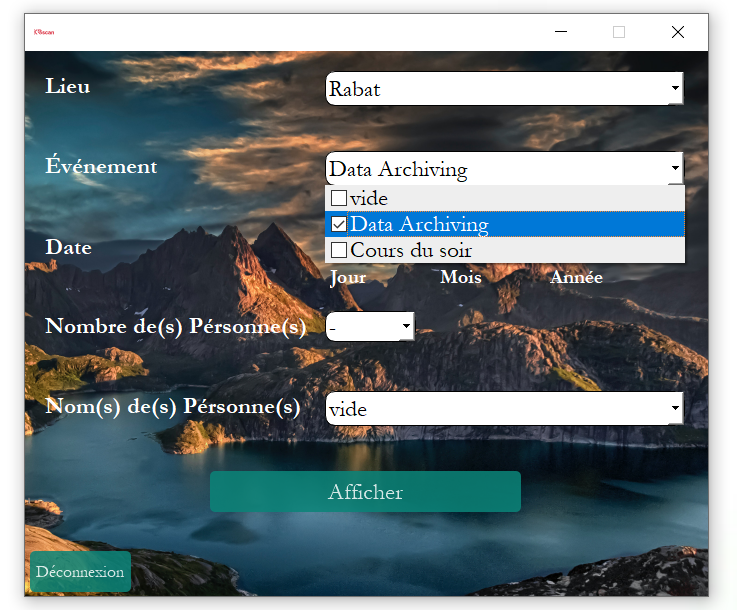 Lieu
Rabat
Événement
Data Archiving
vide
Data Archiving
Cours du soir
Date
Jour Mois Année
Nombre de(s) Pérsonne(s)
-
Nom(s) de(s) Pérsonne(s)
vide
Afficher
Déconnexion